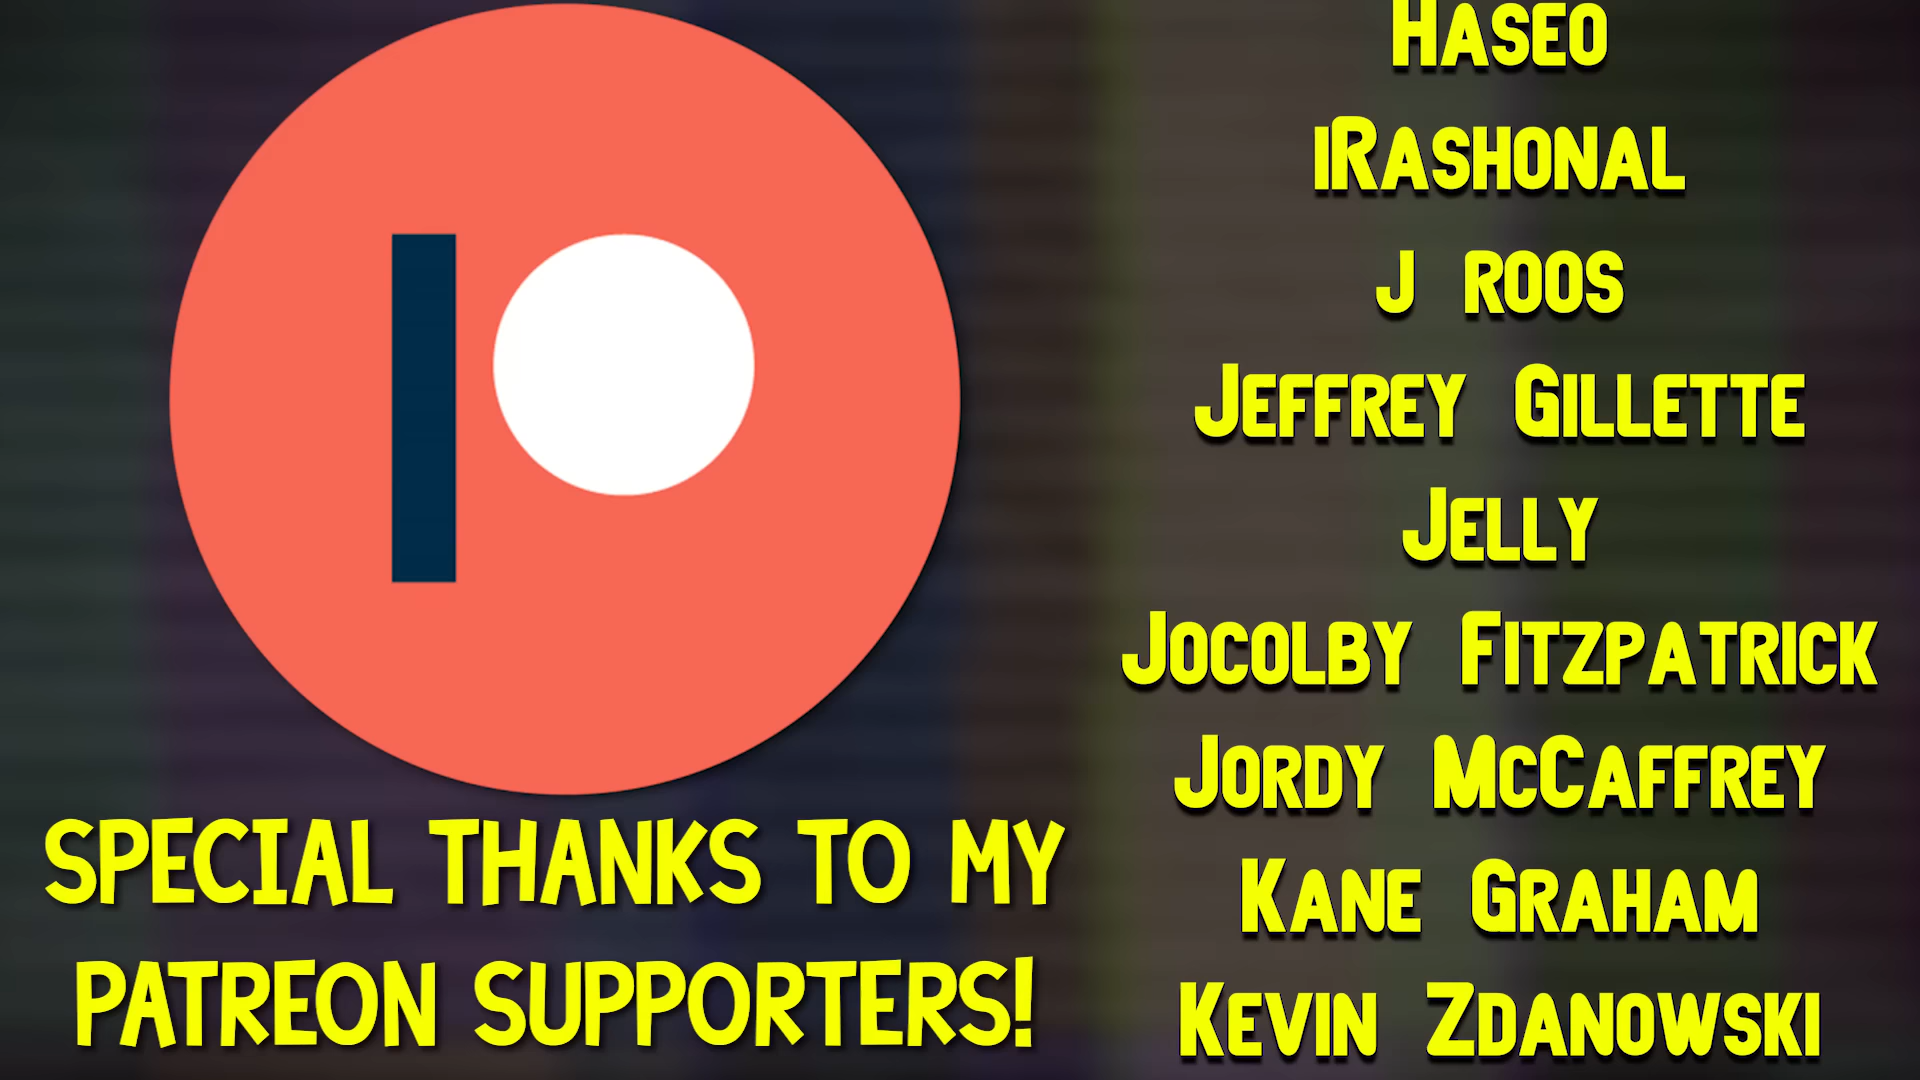 SPECIAL THANKS TO MY
PATREON SUPPORTERS!
Haseo
iRashonal
J Roos
Jeffrey Gillette
Jelly
Jocolby Fitzpatrick
Jordy McCaffrey
Kane Graham
Kevin Zdanowski